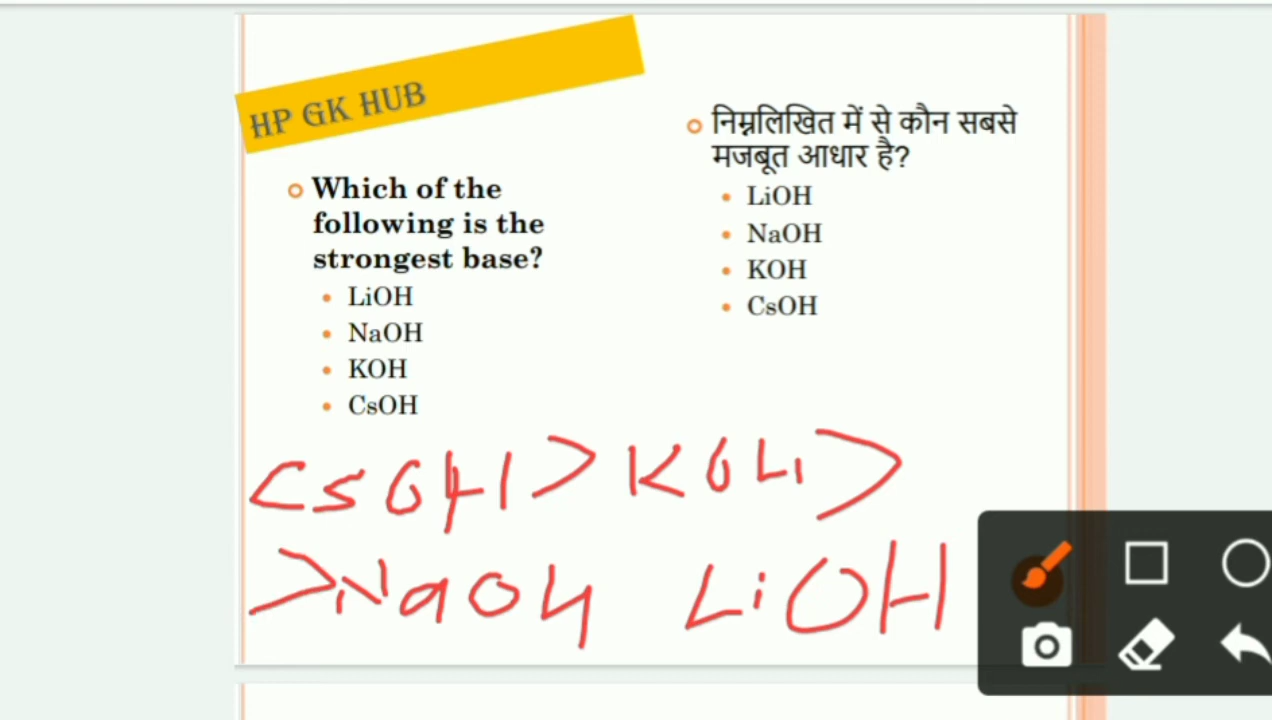 HP GK HUB
Which of the
following is the
strongest base?
LiOH
NaOH
KOH
CsOH
निम्नलिखित में से कौन सबसे
मजबूत आधार है?
LiOH
NaOH
KOH
CsOH
CsOH > KOH >
> NaOH LiOH